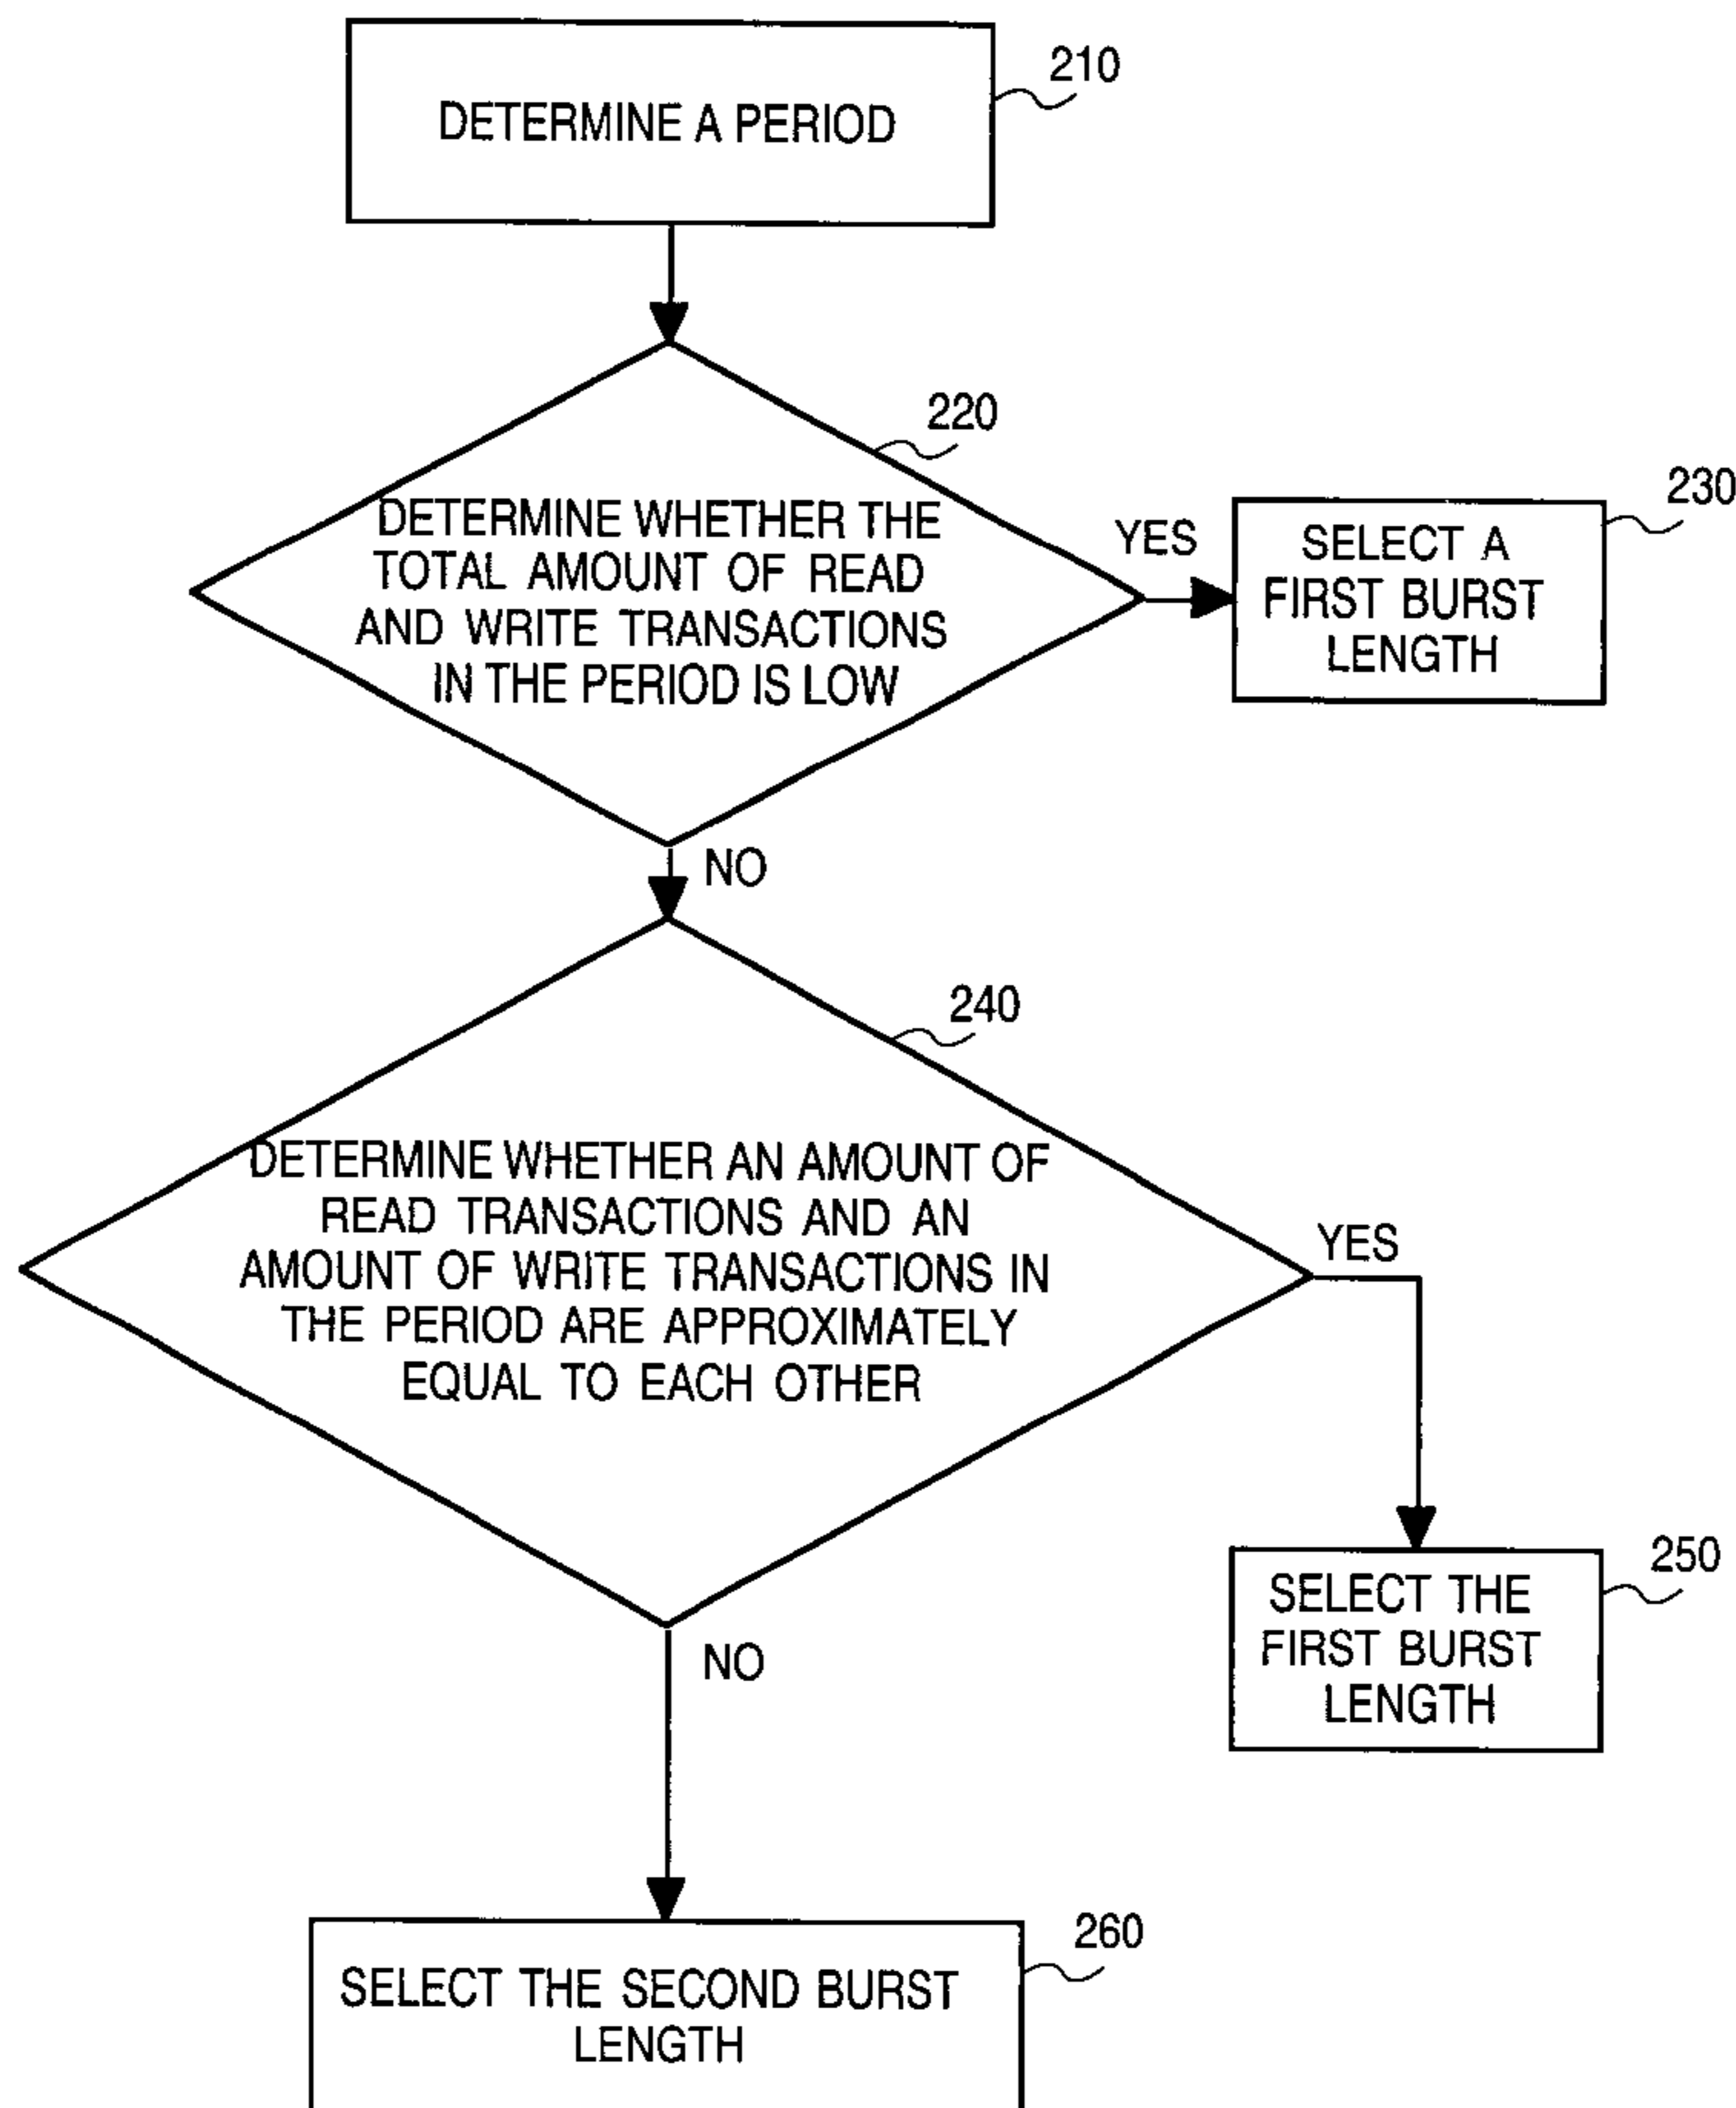 210
DETERMINE A PERIOD
220
DETERMINE WHETHER THE
TOTAL AMOUNT OF READ
AND WRITE TRANSACTIONS
IN THE PERIOD IS LOW
YES
230
SELECT A
FIRST BURST
LENGTH
NO
240
DETERMINE WHETHER AN AMOUNT OF
READ TRANSACTIONS AND AN
AMOUNT OF WRITE TRANSACTIONS IN
THE PERIOD ARE APPROXIMATELY
EQUAL TO EACH OTHER
YES
250
SELECT THE
FIRST BURST
LENGTH
NO
260
SELECT THE SECOND BURST
LENGTH